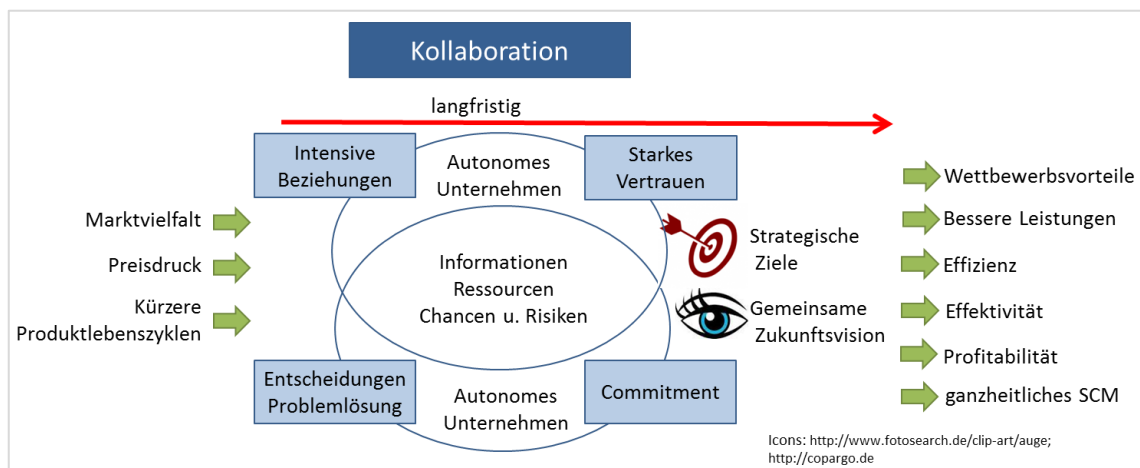 Kollaboration
langfristig
Intensive
Beziehungen
Autonomes
Unternehmen
Starkes
Vertrauen
Marktvielfalt
Preisdruck
Kürzere
Produktlebenszyklen
Informationen
Ressourcen
Chancen u. Risiken
Strategische
Ziele
Gemeinsame
Zukunftsvision
Entscheidungen
Problemlösung
Autonomes
Unternehmen
Commitment
Wettbewerbsvorteile
Bessere Leistungen
Effizienz
Effektivität
Profitabilität
ganzheitliches SCM
Icons: http://www.fotosearch.de/clip-art/auge;
http://copargo.de